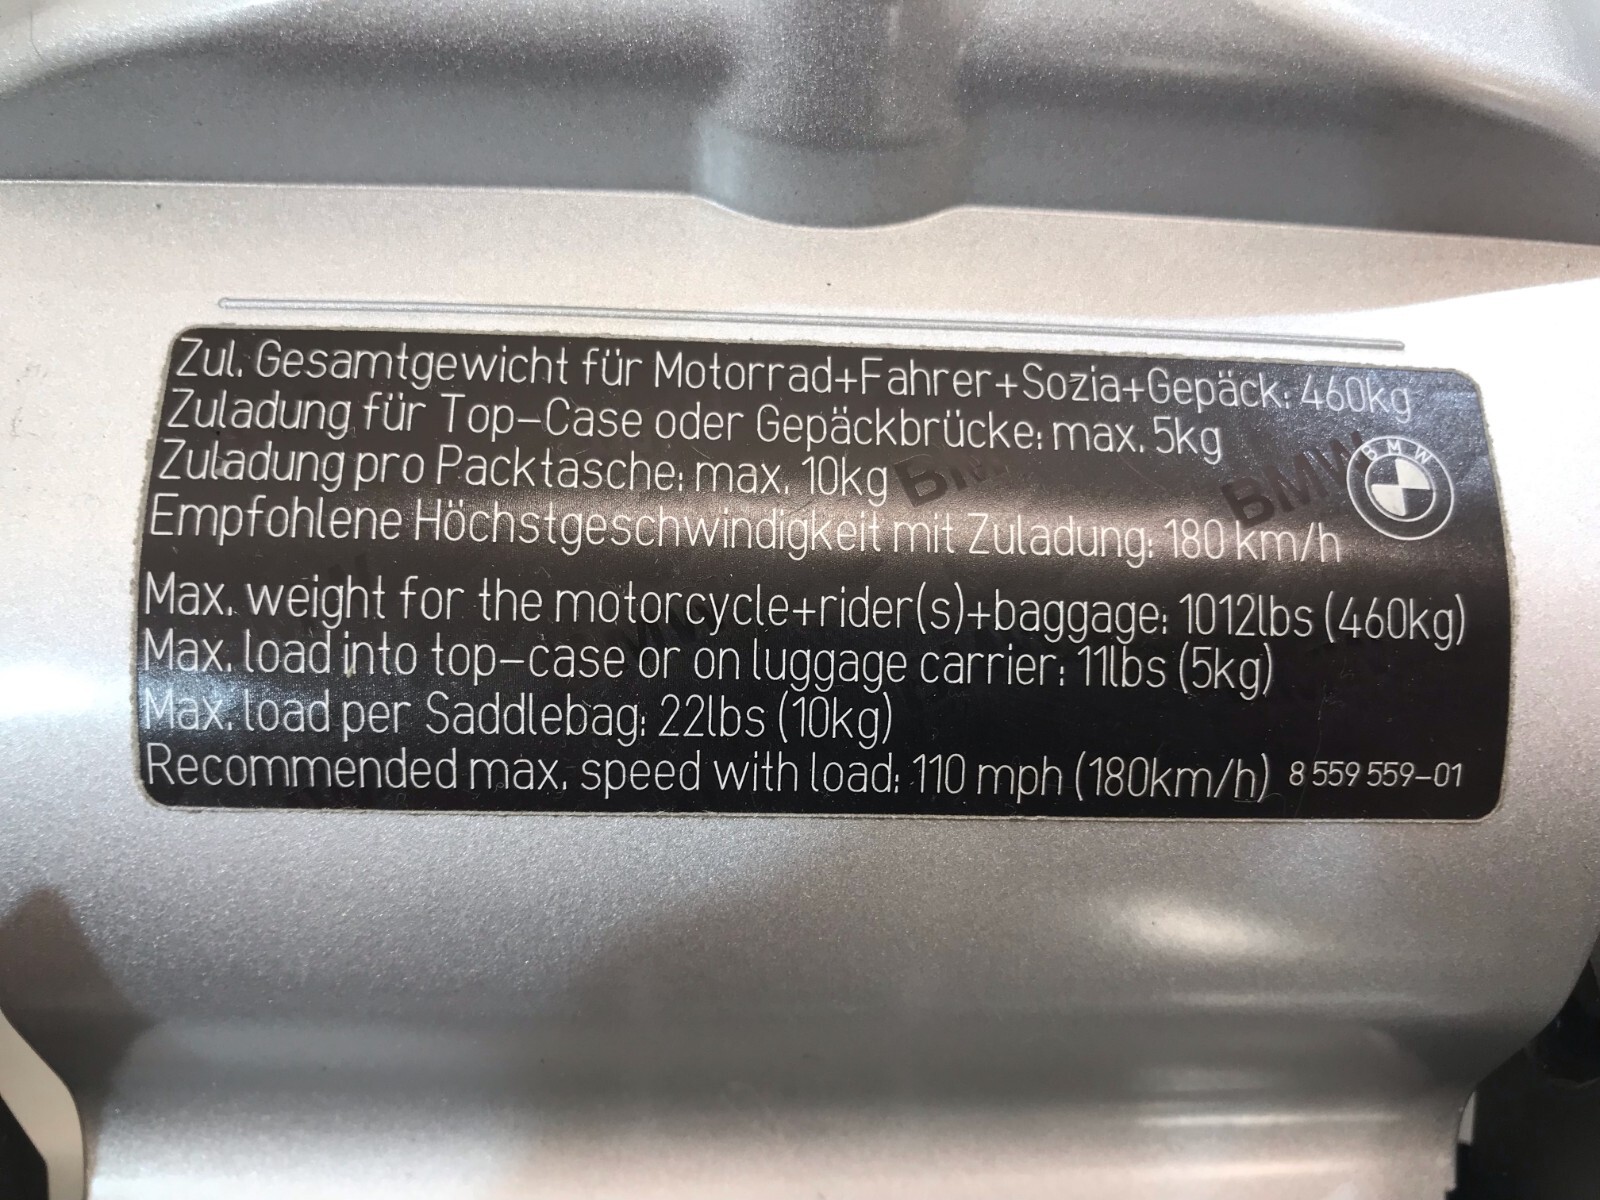 Zul. Gesamtgewicht für Motorrad+Fahrer+Sozia+Gepäck: 460kg
Zuladung für Top-Case oder Gepäckbrücke: max. 5kg
Zuladung pro Packtasche: max. 10kg
Empfohlene Höchstgeschwindigkeit mit Zuladung: 180 km/h
BMW
Max. weight for the motorcycle+rider(s)+baggage: 1012lbs (460kg)
Max. load into top-case or on luggage carrier: 11lbs (5kg)
Max. load per Saddlebag: 22lbs (10kg)
Recommended max. speed with load: 110 mph (180km/h) 8 559 559-01